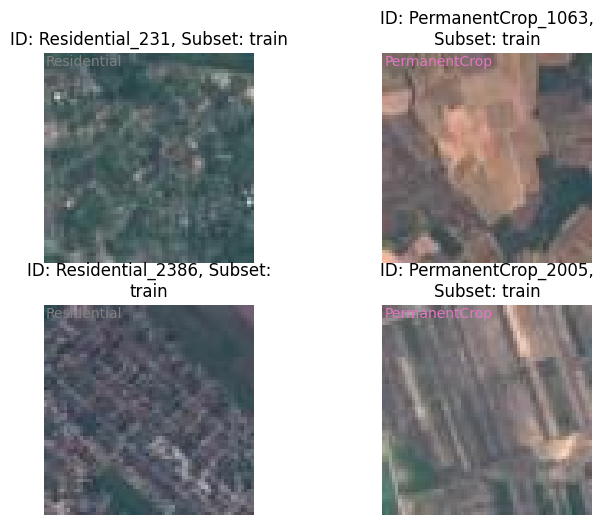 ID: Residential_231, Subset: train
Residential
ID: PermanentCrop_1063,
Subset: train
PermanentCrop
ID: Residential_2386, Subset:
train
Residential
ID: PermanentCrop_2005,
Subset: train
PermanentCrop